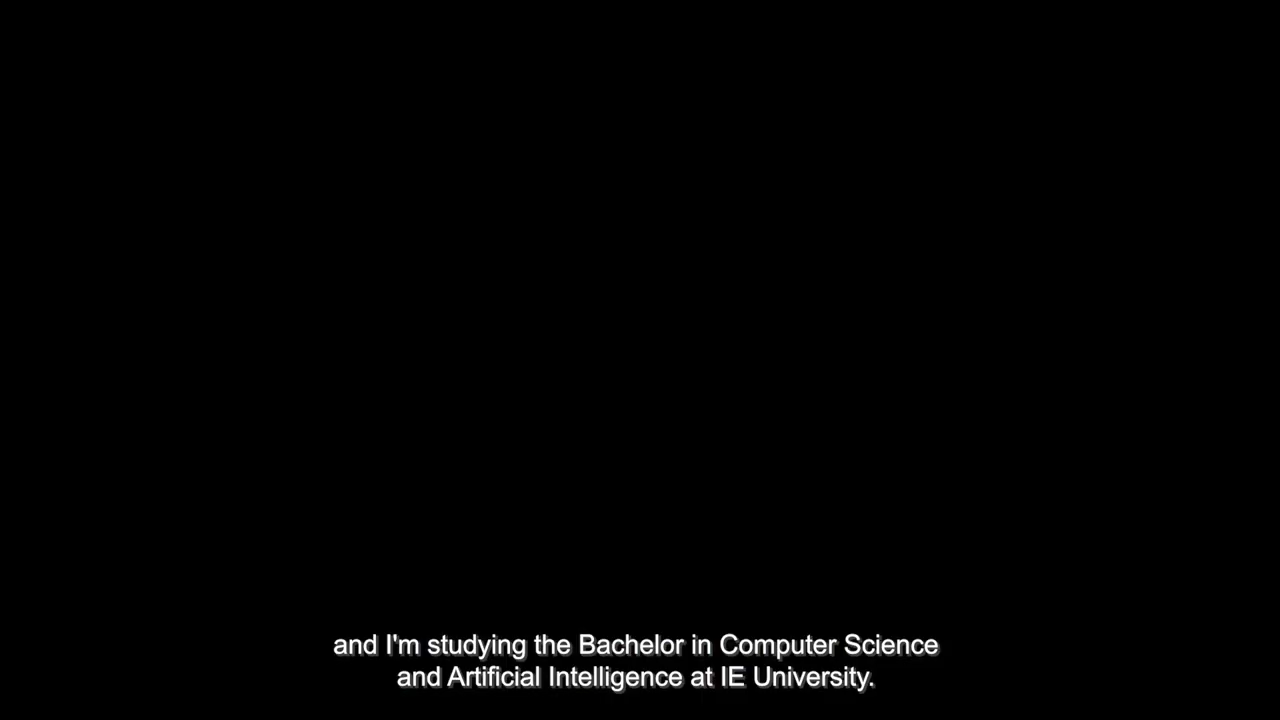 and I'm studying the Bachelor in Computer Science
and Artificial Intelligence at IE University.